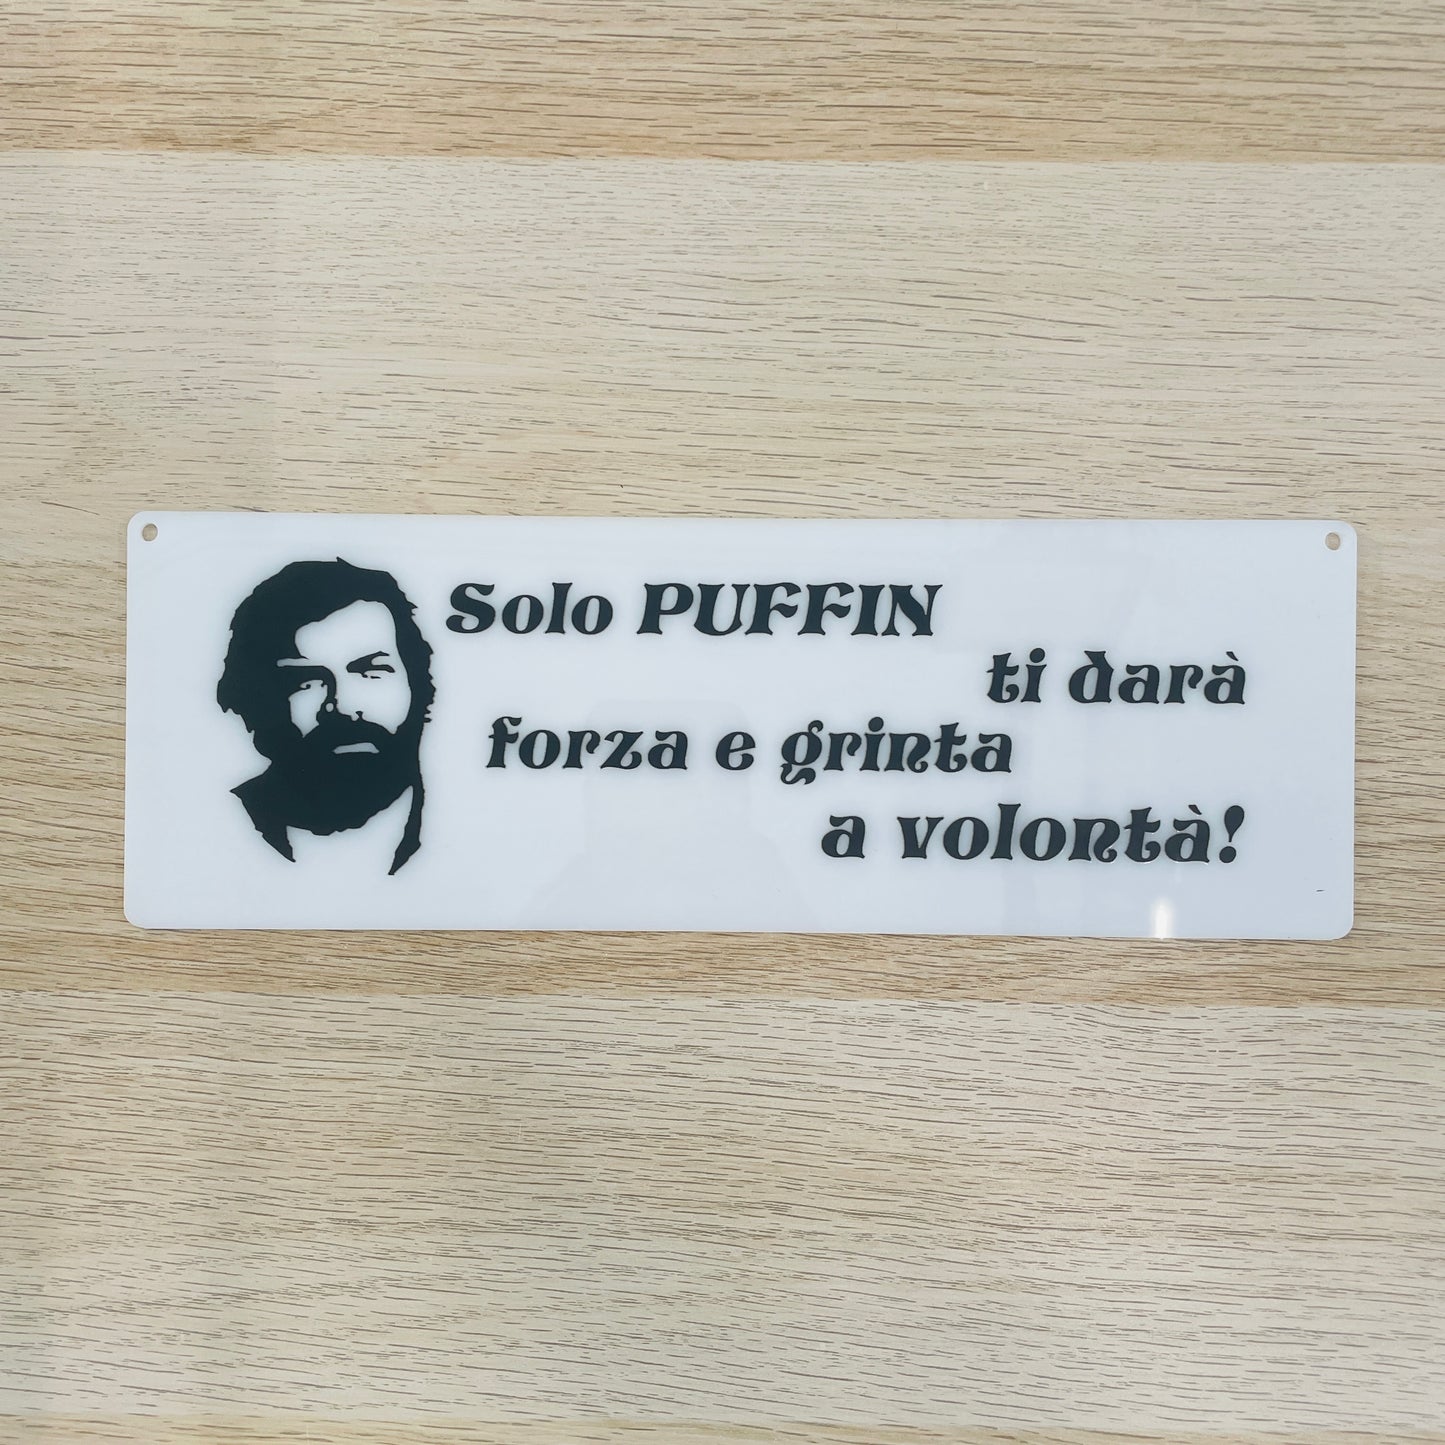 Solo PUFFIN
ti darà
forza e grinta
a volontà!